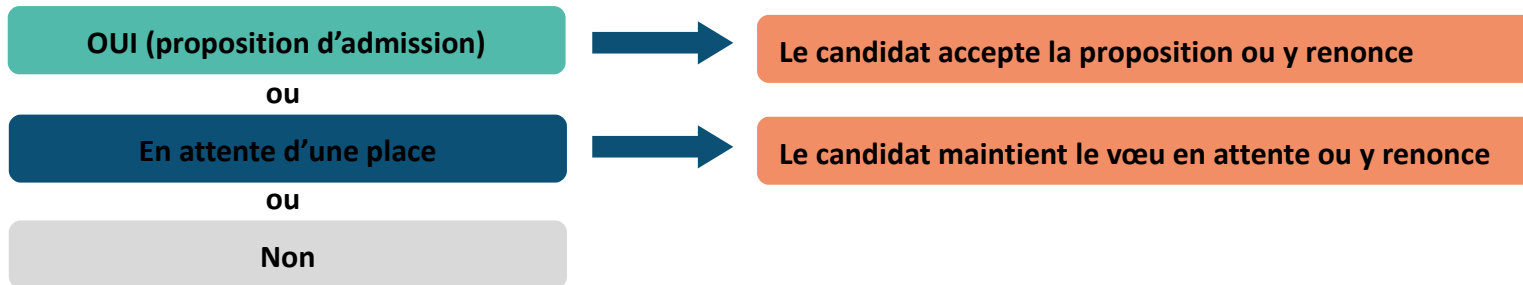 OUI (proposition d’admission)
Le candidat accepte la proposition ou y renonce
ou
En attente d’une place
Le candidat maintient le vœu en attente ou y renonce
ou
Non